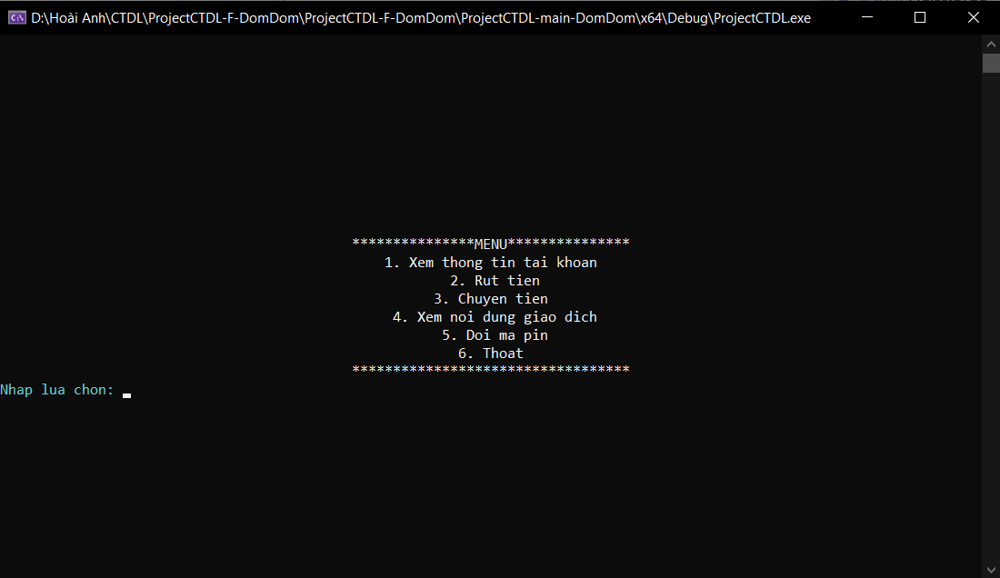 D:\Hoài Anh\CTDL\ProjectCTDL-F-DomDom\ProjectCTDL-F-DomDom\ProjectCTDL-main-DomDom\x64\Debug\ProjectCTDL.exe
***************MENU***************
1. Xem thong tin tai khoan
2. Rut tien
3. Chuyen tien
4. Xem noi dung giao dich
5. Doi ma pin
6. Thoat
**********************************
Nhap lua chon: